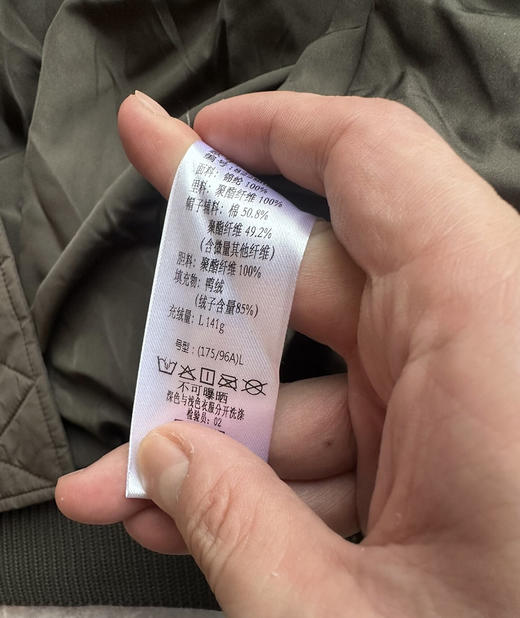 面料：锦纶 100%
里料：聚酯纤维 100%
帽子辅料：棉 50.8%
聚酯纤维 49.2%
（含微量其他纤维）
胆料：聚酯纤维 100%
填充物：鸭绒
（绒子含量85%）
充绒量：L 141g
号型：(175/96A)L
不可曝晒
深色与浅色衣服分开洗涤
检验员：02